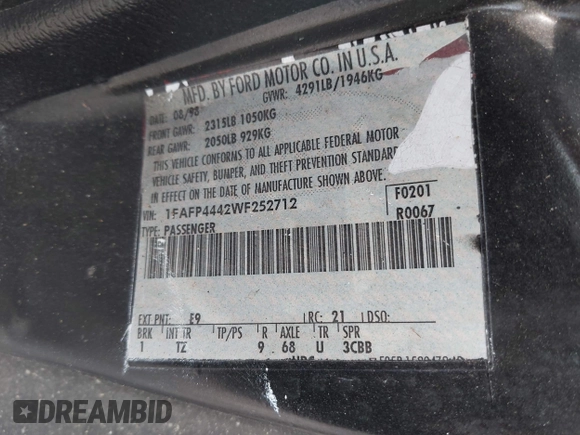 MFD. BY FORD MOTOR CO. IN U.S.A.
DATE: 08/98 GVWR: 4291LB/1946KG
FRONT GAWR: 2315LB 1050KG
REAR GAWR: 2050LB 929KG
THIS VEHICLE CONFORMS TO ALL APPLICABLE FEDERAL MOTOR
VEHICLE SAFETY, BUMPER, AND THEFT PREVENTION STANDARD
IN EFFECT ON THE DATE OF MANUFACTURE SHOWN ABOVE.
VIN: 1FAFP4442WF252712 F0201
TYPE: PASSENGER R0067
EXT PNT: E9 RC: 21 DSO:
BRK INT TR TP/PS R AXLE TR SPR
1 TZ 9 68 U 3CBB
DREAMBID